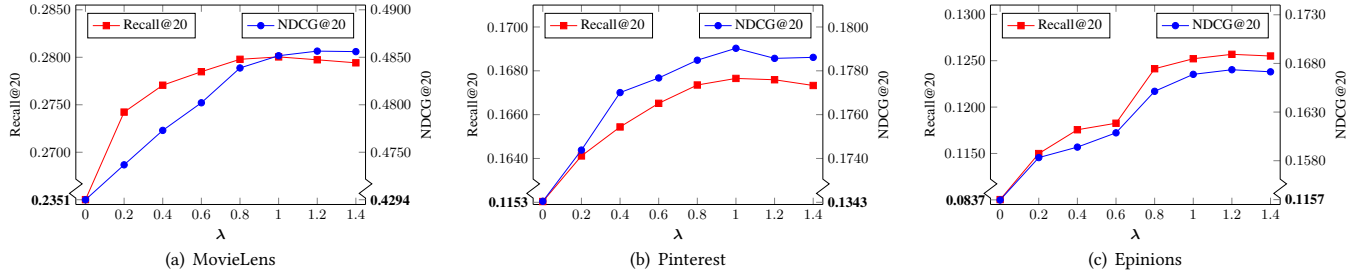 0.2850
0.2800
0.2750
0.2700
0.2351
Recall@20
Recall@20
NDCG@20
0.4900
0.4850
0.4800
0.4750
0.4294
NDCG@20
0 0.2 0.4 0.6 0.8 1 1.2 1.4
λ
(a) MovieLens
0.1700
0.1680
0.1660
0.1640
0.1153
Recall@20
Recall@20
NDCG@20
0.1800
0.1780
0.1760
0.1740
0.1343
NDCG@20
0 0.2 0.4 0.6 0.8 1 1.2 1.4
λ
(b) Pinterest
0.1300
0.1250
0.1200
0.1150
0.0837
Recall@20
Recall@20
NDCG@20
0.1730
0.1680
0.1630
0.1580
0.1157
NDCG@20
0 0.2 0.4 0.6 0.8 1 1.2 1.4
λ
(c) Epinions